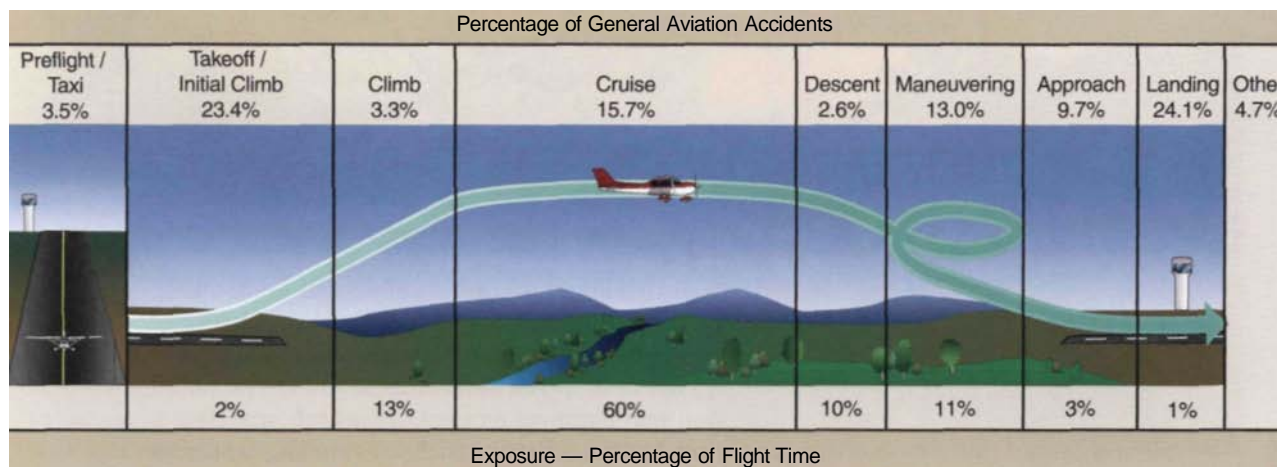 Percentage of General Aviation Accidents
Preflight /
Taxi
3.5%
Takeoff /
Initial Climb
23.4%
Climb
3.3%
Cruise
15.7%
Descent
2.6%
Maneuvering
13.0%
Approach
9.7%
Landing
24.1%
Othe
4.7%
2%
13%
60%
10%
11%
3%
1%
Exposure — Percentage of Flight Time